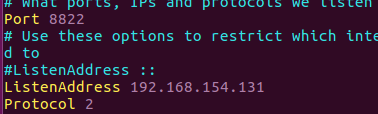 # What ports, IPs and protocols we listen
Port 8822
# Use these options to restrict which inte
d to
#ListenAddress ::
ListenAddress 192.168.154.131
Protocol 2